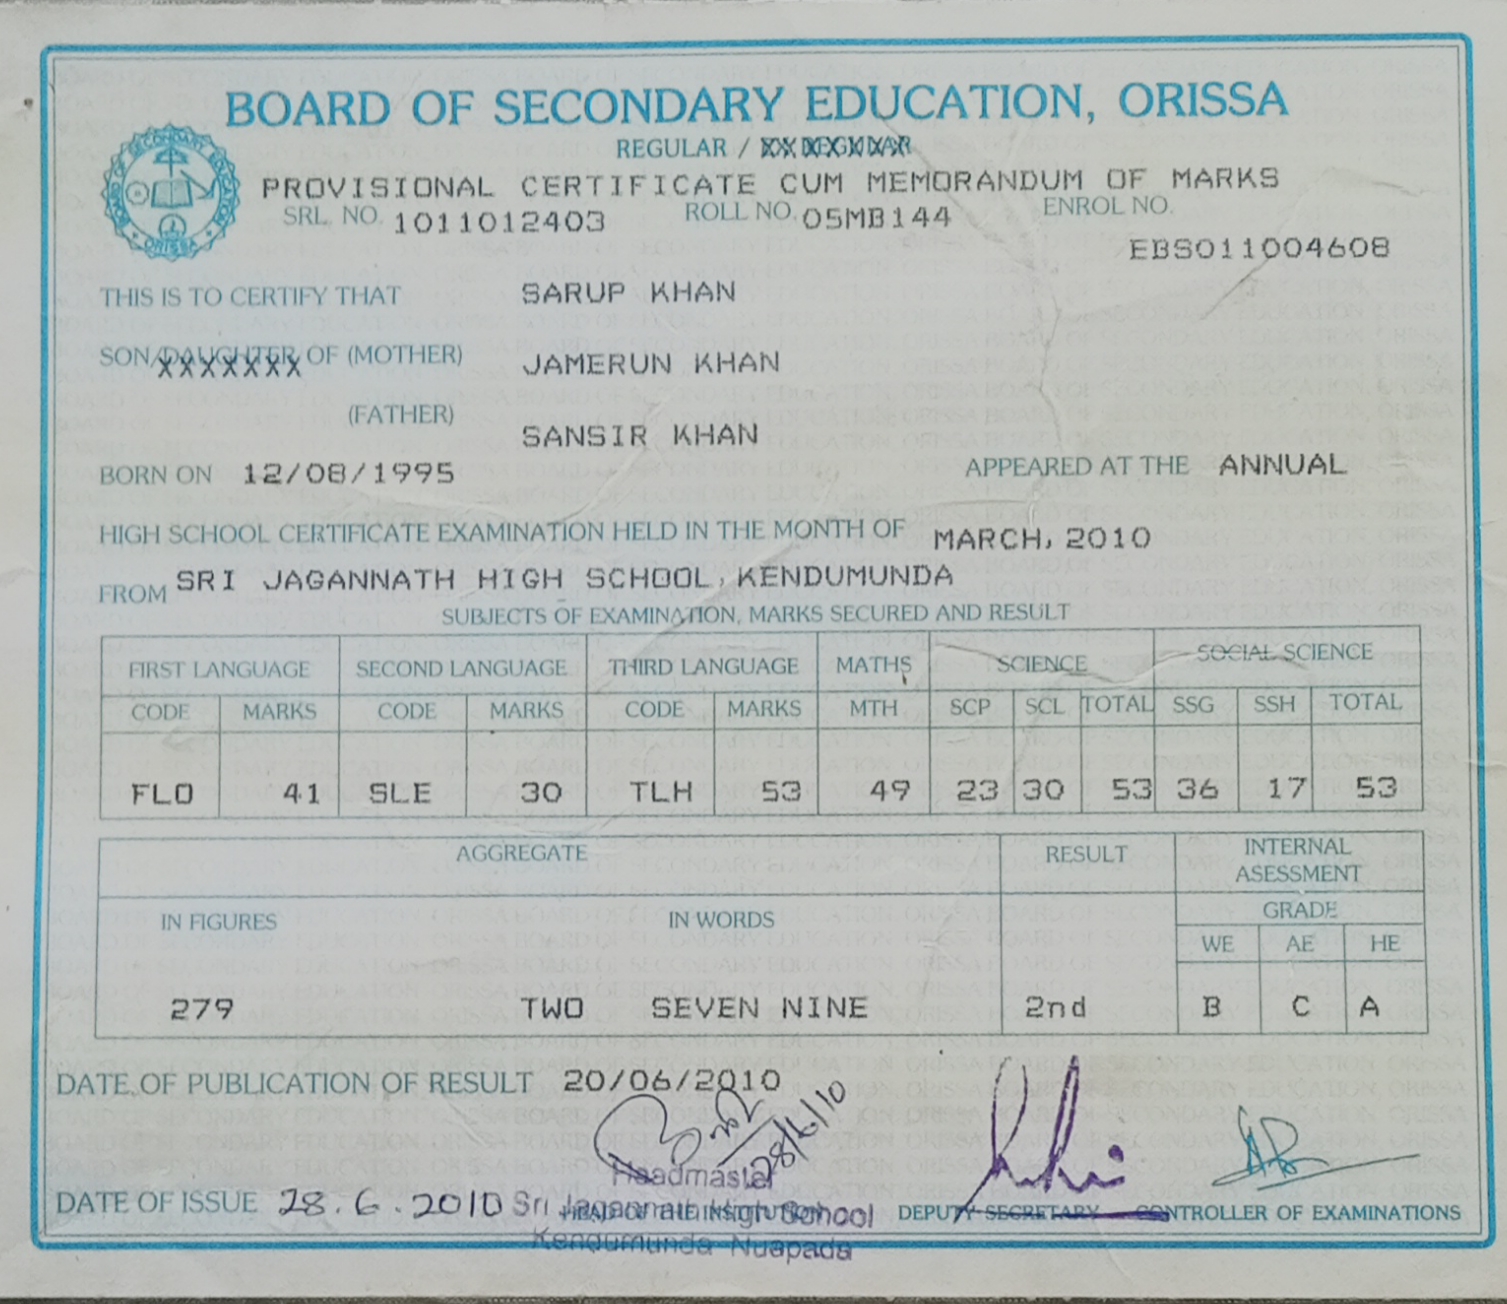 BOARD OF SECONDARY EDUCATION, ORISSA
REGULAR /
PROVISIONAL CERTIFICATE CUM MEMORANDUM OF MARKS
SRL. NO. 1011012403 ROLL NO. 05MB144 ENROL NO.
EBS011004608
THIS IS TO CERTIFY THAT SARUP KHAN
SON/DAUGHTER OF (MOTHER) JAMERUN KHAN
(FATHER) SANSIR KHAN
BORN ON 12/08/1995 APPEARED AT THE ANNUAL
HIGH SCHOOL CERTIFICATE EXAMINATION HELD IN THE MONTH OF MARCH, 2010
FROM SRI JAGANNATH HIGH SCHOOL, KENDUMUNDA
SUBJECTS OF EXAMINATION, MARKS SECURED AND RESULT
FIRST LANGUAGE SECOND LANGUAGE THIRD LANGUAGE MATHS SCIENCE SOCIAL SCIENCE
CODE MARKS CODE MARKS CODE MARKS MTH SCP SCL TOTAL SSG SSH TOTAL
FLO 41 SLE 30 TLH 53 49 23 30 53 36 17 53
AGGREGATE RESULT INTERNAL ASESSMENT
IN FIGURES IN WORDS GRADE
WE AE HE
279 TWO SEVEN NINE 2nd B C A
DATE OF PUBLICATION OF RESULT 20/06/2010
28/6/10
Headmaster
DATE OF ISSUE 28.6.2010 Sri Jagannath High School DEPUTY SECRETARY CONTROLLER OF EXAMINATIONS
HEAD OF THE INSTITUTION
Kendumunda Nuapada